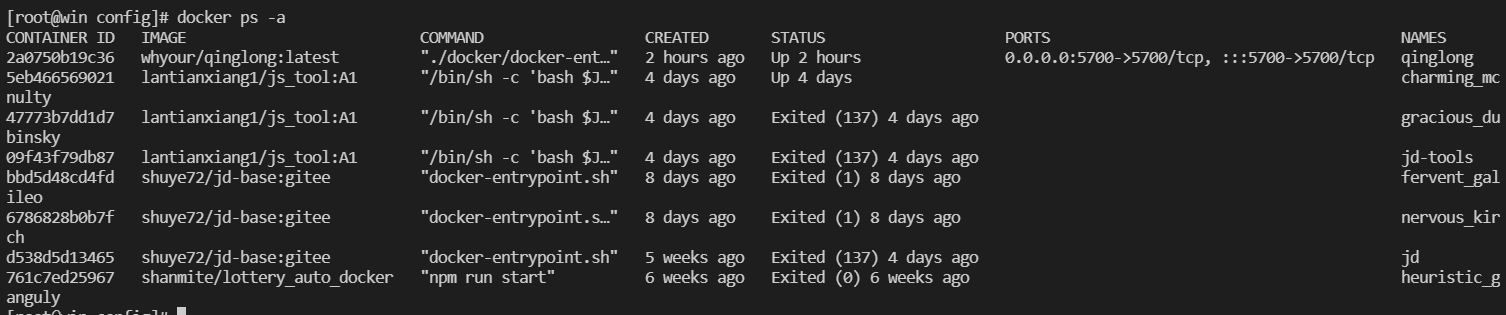 [root@win config]# docker ps -a
CONTAINER ID   IMAGE                           COMMAND                  CREATED       STATUS                     PORTS                                       NAMES
2a0750b19c36   whyour/qinglong:latest          "./docker/docker-ent…"   2 hours ago   Up 2 hours                 0.0.0.0:5700->5700/tcp, :::5700->5700/tcp   qinglong
5eb466569021   lantianxiang1/js_tool:A1        "/bin/sh -c 'bash $J…"   4 days ago    Up 4 days                                                              charming_mc
nulty
47773b7dd1d7   lantianxiang1/js_tool:A1        "/bin/sh -c 'bash $J…"   4 days ago    Exited (137) 4 days ago                                                gracious_du
binsky
09f43f79db87   lantianxiang1/js_tool:A1        "/bin/sh -c 'bash $J…"   4 days ago    Exited (137) 4 days ago                                                jd-tools
bbd5d48cd4fd   shuye72/jd-base:gitee           "docker-entrypoint.sh"   8 days ago    Exited (1) 8 days ago                                                  fervent_gal
ileo
6786828b0b7f   shuye72/jd-base:gitee           "docker-entrypoint.s…"   8 days ago    Exited (1) 8 days ago                                                  nervous_kir
ch
d538d5d13465   shuye72/jd-base:gitee           "docker-entrypoint.sh"   5 weeks ago   Exited (137) 4 days ago                                                jd
761c7ed25967   shanmite/lottery_auto_docker    "npm run start"          6 weeks ago   Exited (0) 6 weeks ago                                                 heuristic_g
anguly
[root@win config]#